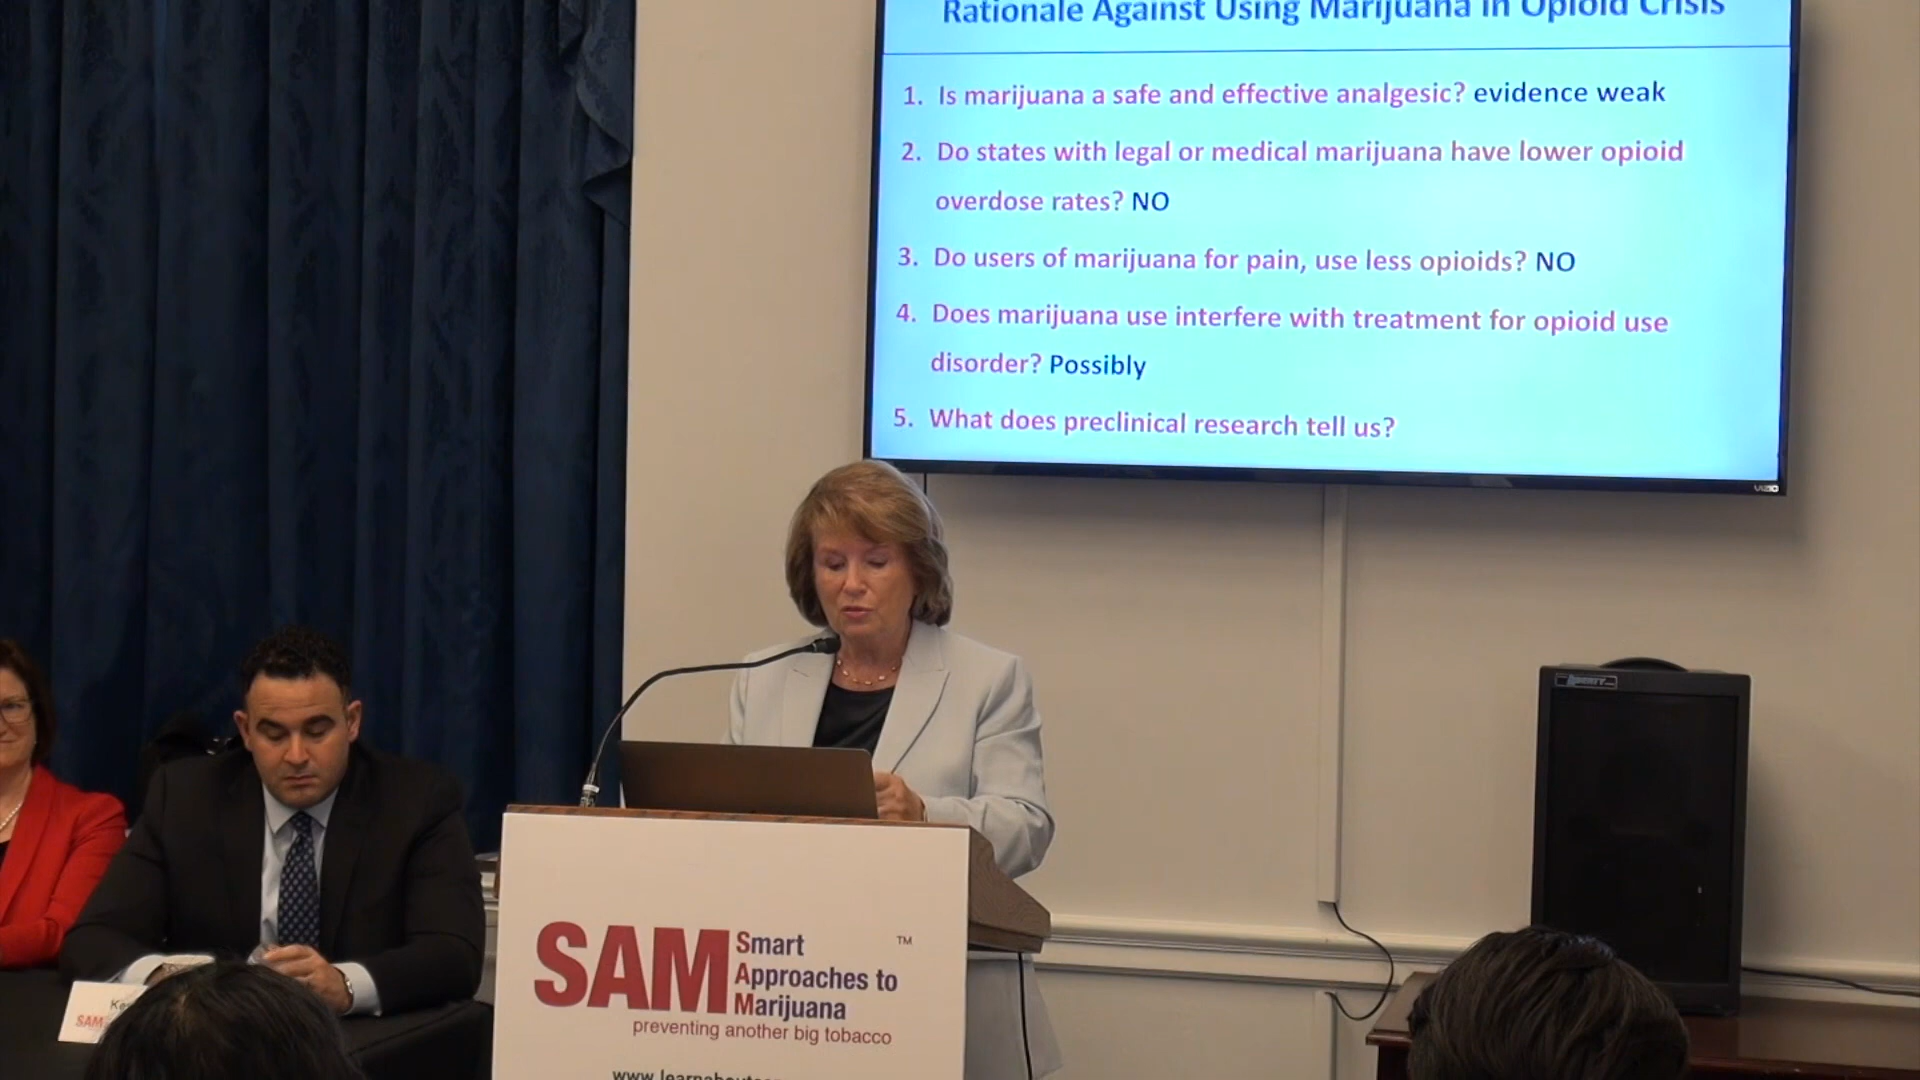 Rationale Against Using Marijuana in Opioid Crisis
1. Is marijuana a safe and effective analgesic? evidence weak
2. Do states with legal or medical marijuana have lower opioid
overdose rates? NO
3. Do users of marijuana for pain, use less opioids? NO
4. Does marijuana use interfere with treatment for opioid use
disorder? Possibly
5. What does preclinical research tell us?
VIZIO
SAM
Smart
Approaches to
Marijuana
™
preventing another big tobacco
SAM